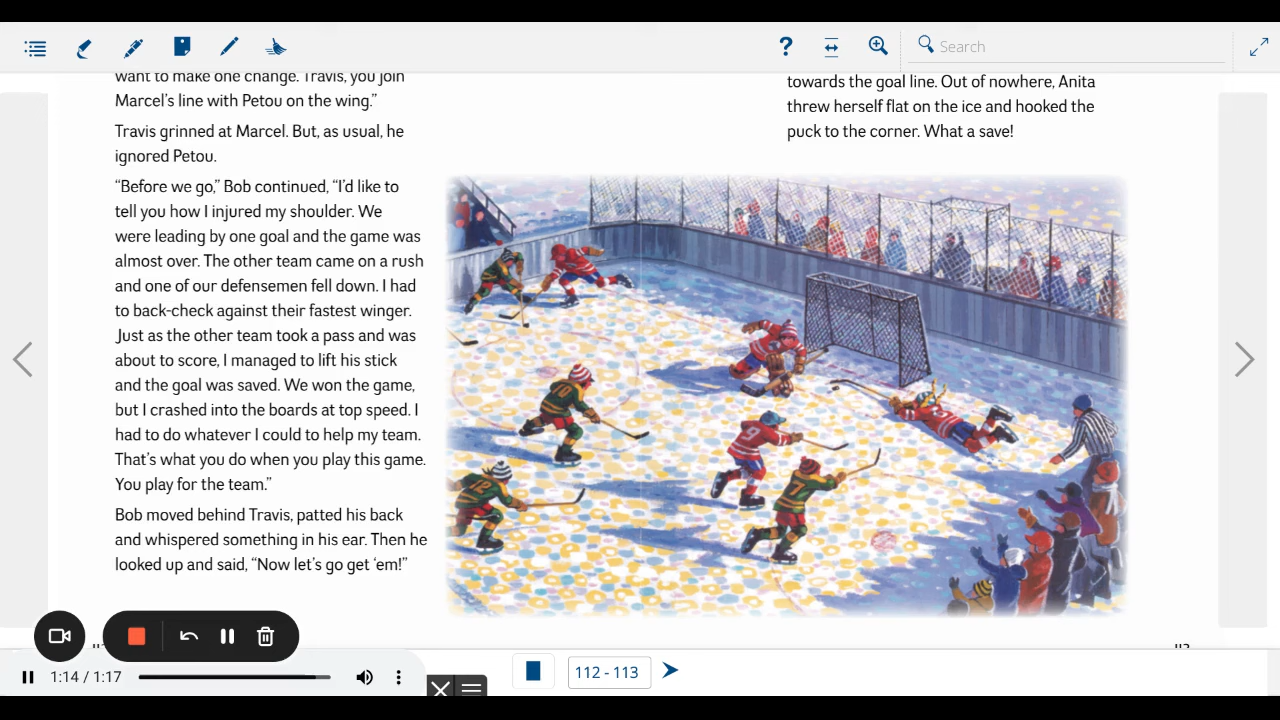 Search
want to make one change. Travis, you join
Marcel's line with Petou on the wing."
Travis grinned at Marcel. But, as usual, he
ignored Petou.
"Before we go," Bob continued, "I'd like to
tell you how I injured my shoulder. We
were leading by one goal and the game was
almost over. The other team came on a rush
and one of our defensemen fell down. I had
to back-check against their fastest winger.
Just as the other team took a pass and was
about to score, I managed to lift his stick
and the goal was saved. We won the game,
but I crashed into the boards at top speed. I
had to do whatever I could to help my team.
That's what you do when you play this game.
You play for the team."
Bob moved behind Travis, patted his back
and whispered something in his ear. Then he
looked up and said, "Now let's go get 'em!"
towards the goal line. Out of nowhere, Anita
threw herself flat on the ice and hooked the
puck to the corner. What a save!
10
9
7
12
1:14 / 1:17
112 - 113